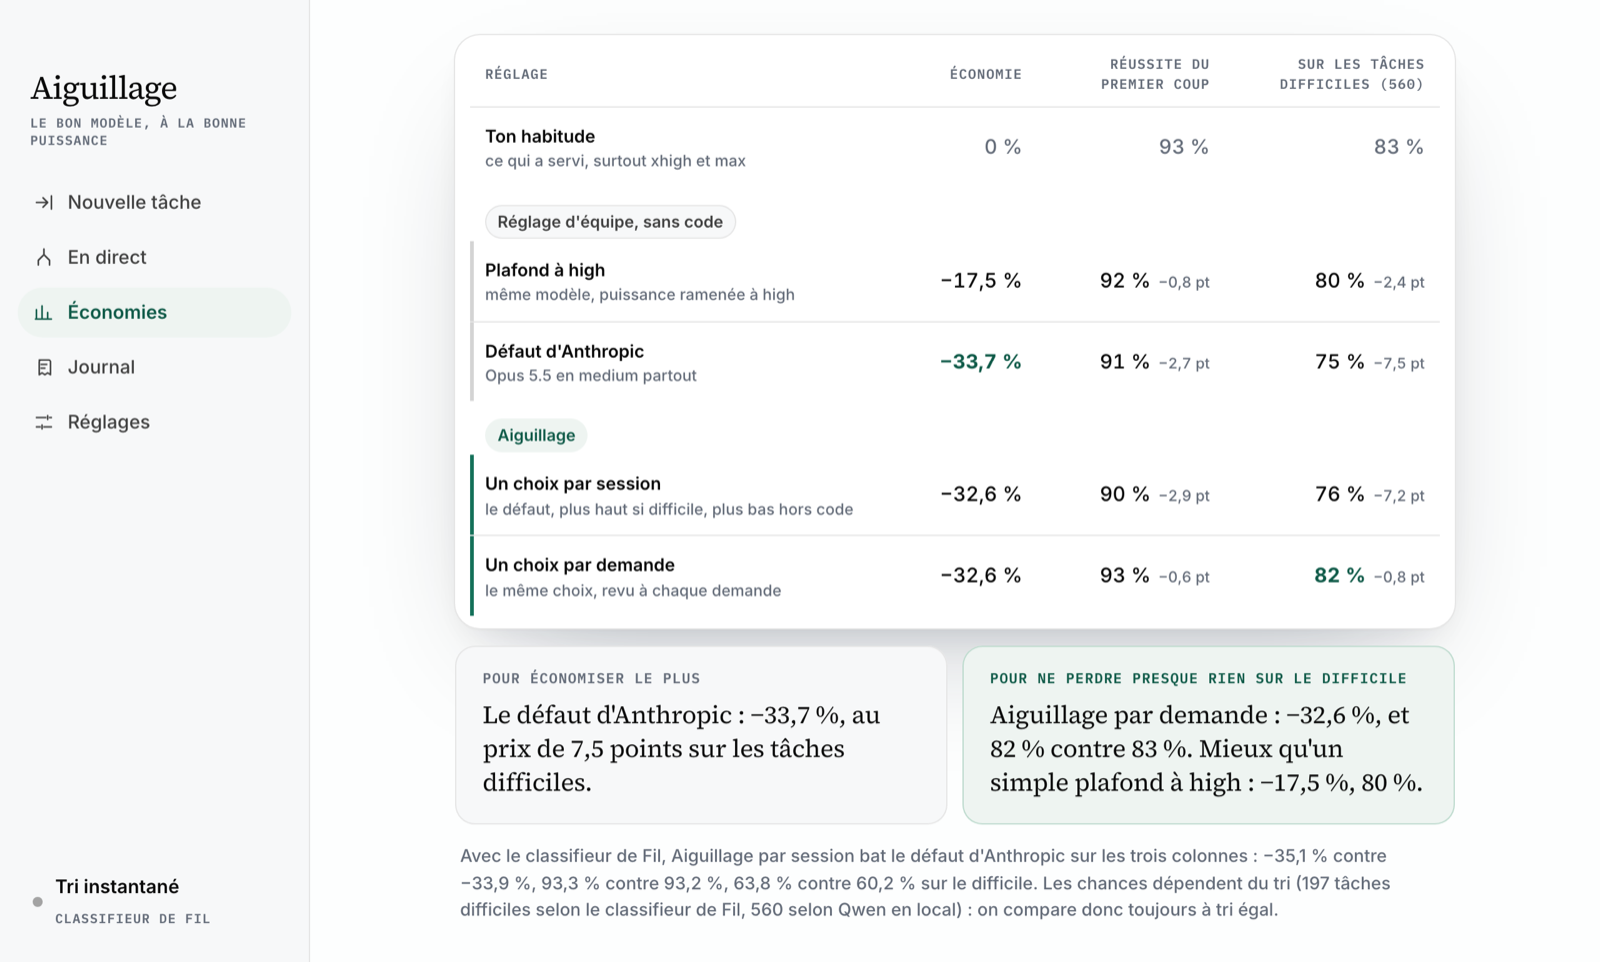 Aiguillage
LE BON MODÈLE, À LA BONNE
PUISSANCE
Nouvelle tâche
En direct
Économies
Journal
Réglages
Tri instantané
CLASSIFIEUR DE FIL
RÉGLAGE
ÉCONOMIE
RÉUSSITE DU
PREMIER COUP
SUR LES TÂCHES
DIFFICILES (560)
Ton habitude
ce qui a servi, surtout xhigh et max
0 %
93 %
83 %
Réglage d'équipe, sans code
Plafond à high
même modèle, puissance ramenée à high
−17,5 %
92 % −0,8 pt
80 % −2,4 pt
Défaut d'Anthropic
Opus 5.5 en medium partout
−33,7 %
91 % −2,7 pt
75 % −7,5 pt
Aiguillage
Un choix par session
le défaut, plus haut si difficile, plus bas hors code
−32,6 %
90 % −2,9 pt
76 % −7,2 pt
Un choix par demande
le même choix, revu à chaque demande
−32,6 %
93 % −0,6 pt
82 % −0,8 pt
POUR ÉCONOMISER LE PLUS
Le défaut d'Anthropic : −33,7 %, au
prix de 7,5 points sur les tâches
difficiles.
POUR NE PERDRE PRESQUE RIEN SUR LE DIFFICILE
Aiguillage par demande : −32,6 %, et
82 % contre 83 %. Mieux qu'un
simple plafond à high : −17,5 %, 80 %.
Avec le classifieur de Fil, Aiguillage par session bat le défaut d'Anthropic sur les trois colonnes : −35,1 % contre
−33,9 %, 93,3 % contre 93,2 %, 63,8 % contre 60,2 % sur le difficile. Les chances dépendent du tri (197 tâches
difficiles selon le classifieur de Fil, 560 selon Qwen en local) : on compare donc toujours à tri égal.